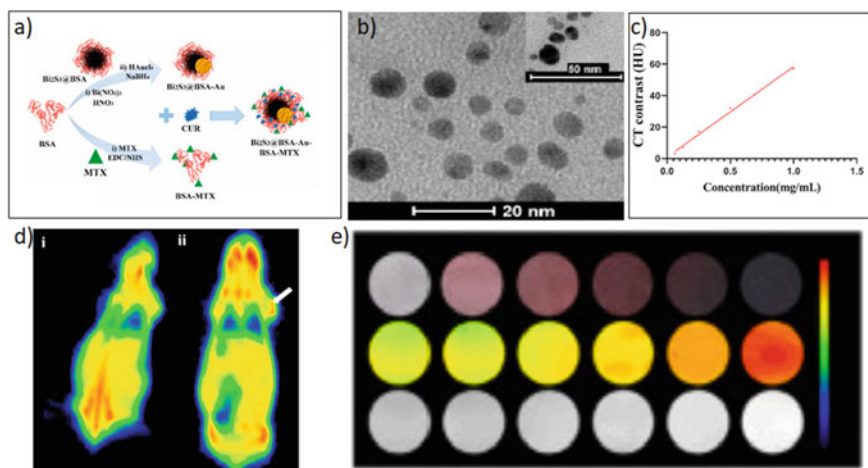 a)
ii) HAucl₄
NaBH₄
Bi₂S₃@BSA
Bi₂S₃@BSA-Au
i) Bi(NO₃)₃
HNO₃
BSA
CUR
Bi₂S₃@BSA-Au-
BSA-MTX
i) MTX
EDC/NHS
MTX
BSA-MTX
b)
50 nm
20 nm
c)
CT contrast (HU)
80
60
40
20
0
0.0
0.5
1.0
1.5
Concentration(mg/mL)
d)
i
ii
e)